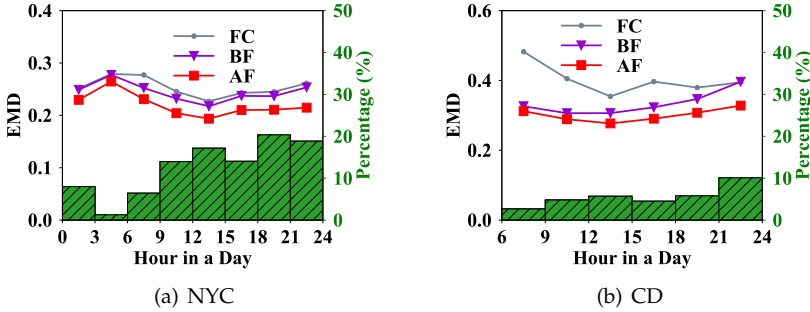 0.4
0.3
0.2
0.1
0.0
EMD
FC
BF
AF
50
40
30
20
10
0
Percentage (%)
0 3 6 9 12 15 18 21 24
Hour in a Day
(a) NYC
0.6
0.4
0.2
0.0
EMD
FC
BF
AF
50
40
30
20
10
0
Percentage (%)
6 9 12 15 18 21 24
Hour in a Day
(b) CD